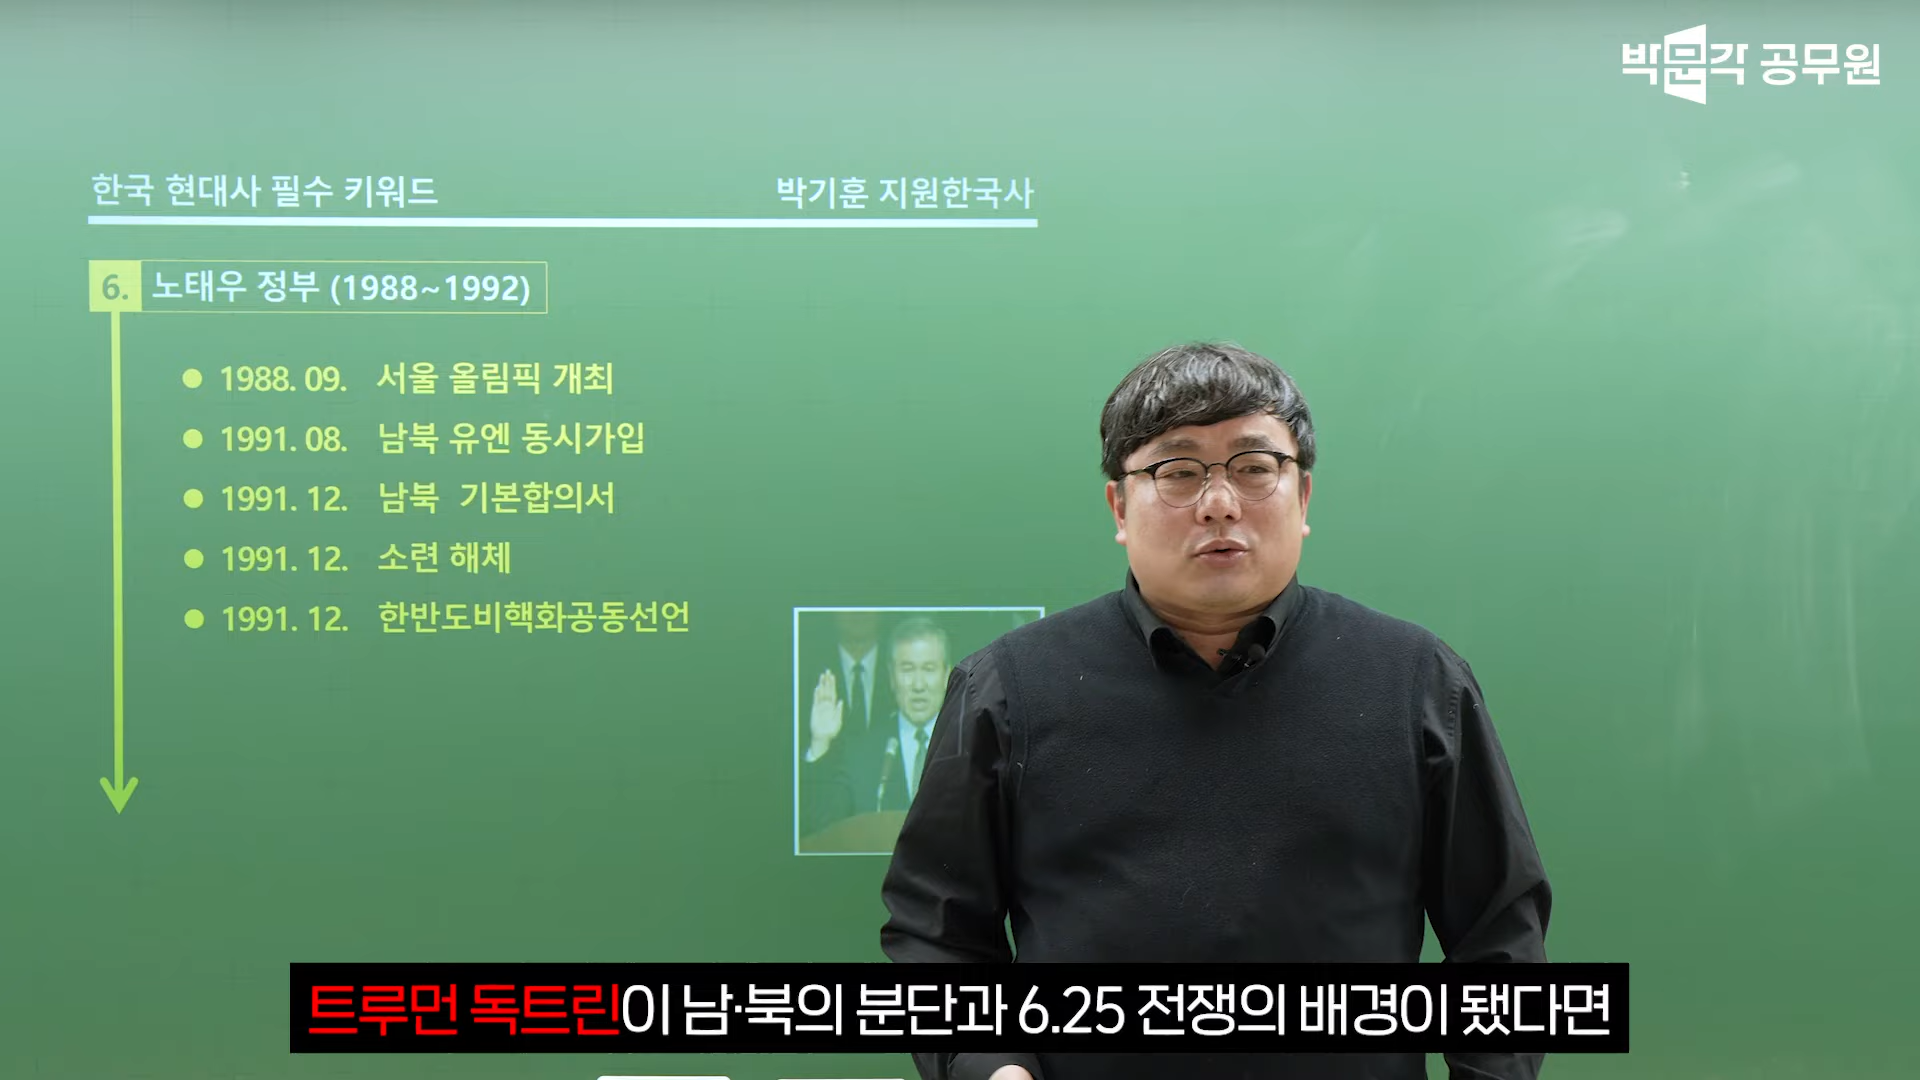 박문각 공무원
한국 현대사 필수 키워드 박기훈 지원한국사
6. 노태우 정부 (1988~1992)
● 1988. 09. 서울 올림픽 개최
● 1991. 08. 남북 유엔 동시가입
● 1991. 12. 남북 기본합의서
● 1991. 12. 소련 해체
● 1991. 12. 한반도비핵화공동선언
트루먼 독트린이 남·북의 분단과 6.25 전쟁의 배경이 됐다면